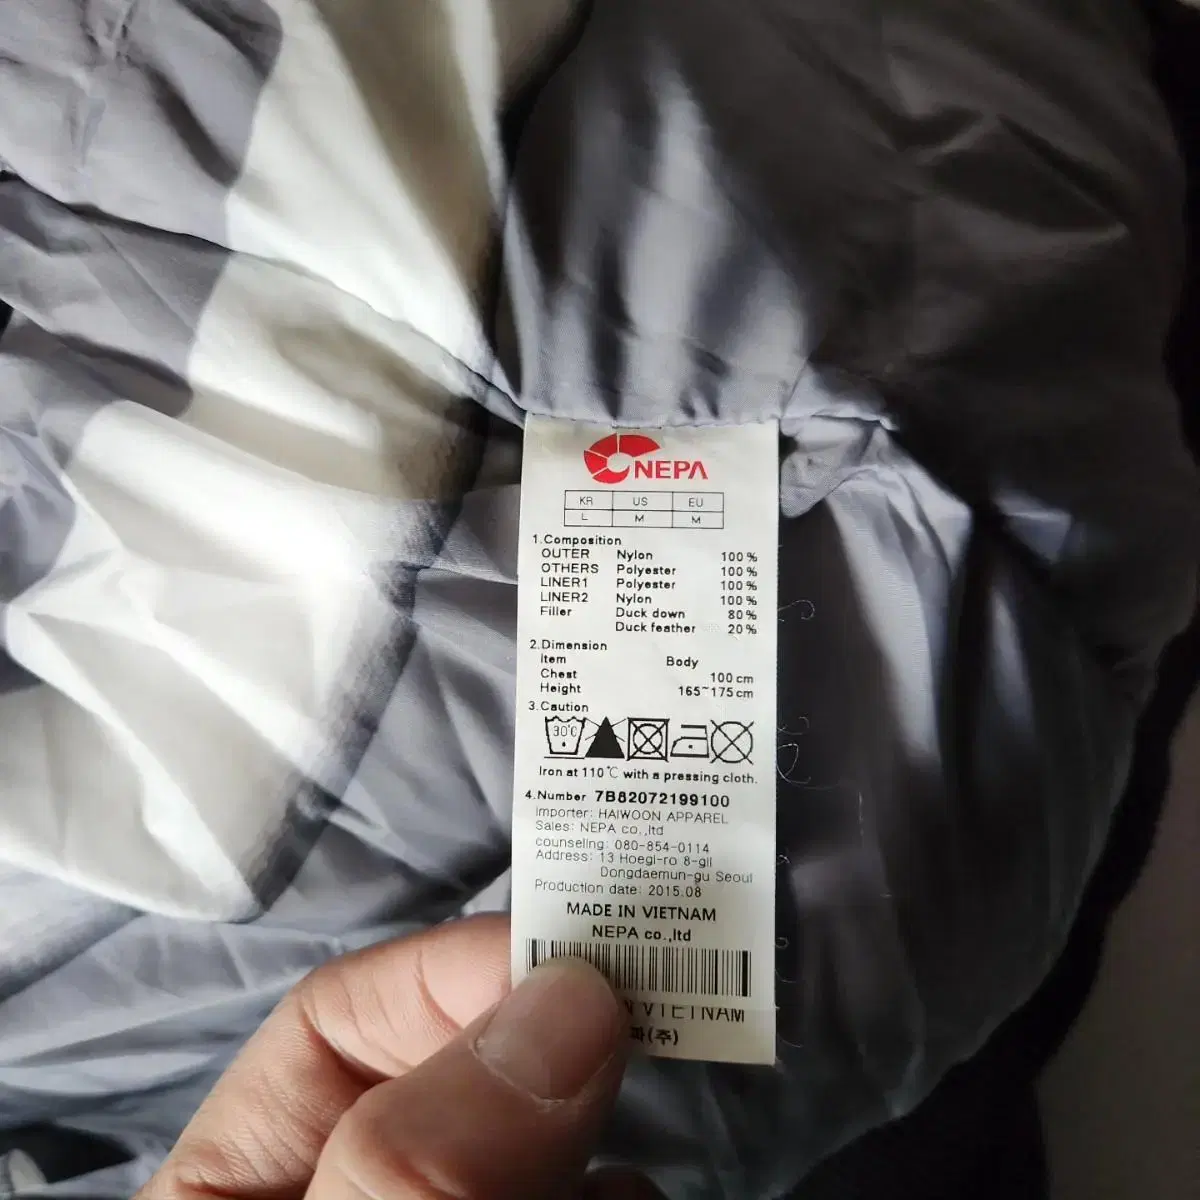 NEPA
KR US EU
L M M
1.Composition
OUTER Nylon 100%
OTHERS Polyester 100%
LINER1 Polyester 100%
LINER2 Nylon 100%
Filler Duck down 80%
Duck feather 20%
2.Dimension
Item Body
Chest 100 cm
Height 165~175 cm
3.Caution
30℃
Iron at 110℃ with a pressing cloth.
4.Number 7B82072199100
Importer: HAIWOON APPAREL
Sales: NEPA co.,ltd
counseling: 080-854-0114
Address: 13 Hoegi-ro 8-gil
Dongdaemun-gu Seoul
Production date: 2015.08
MADE IN VIETNAM
NEPA co.,ltd
VIETNAM
파(주)